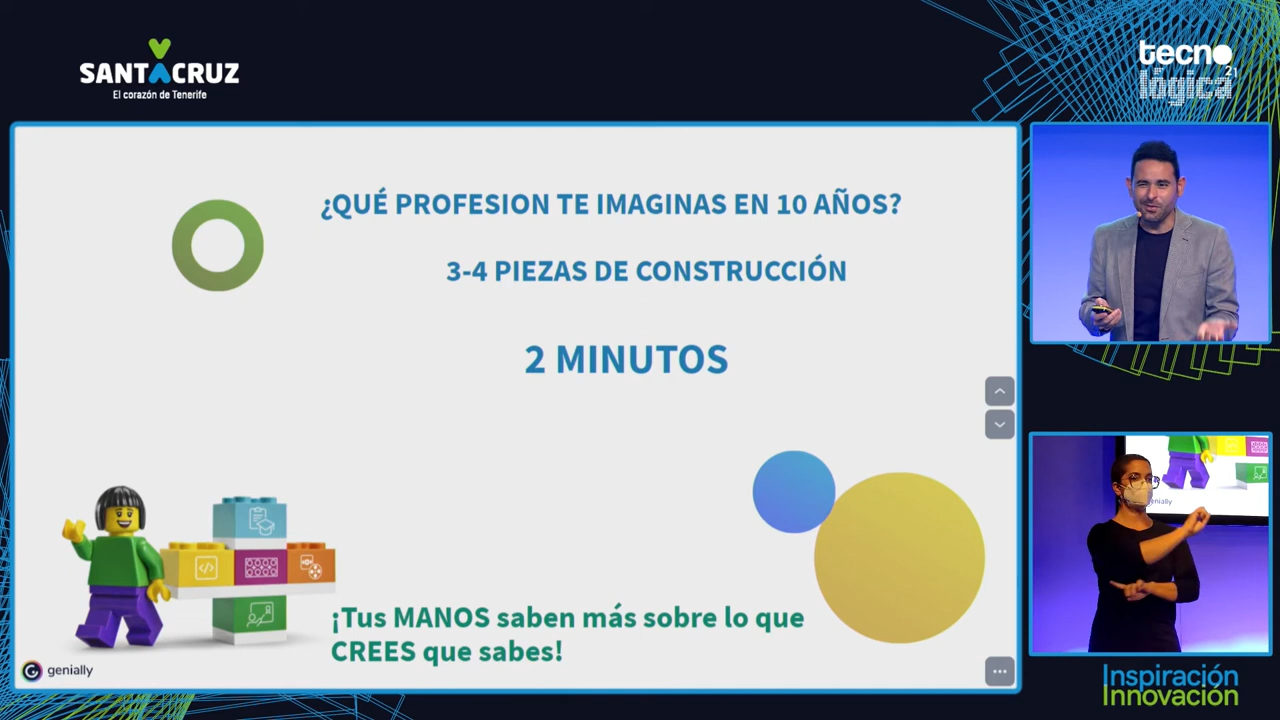 SANTACRUZ
El corazón de Tenerife
tecno
lógica
21
¿QUÉ PROFESION TE IMAGINAS EN 10 AÑOS?
3-4 PIEZAS DE CONSTRUCCIÓN
2 MINUTOS
¡Tus MANOS saben más sobre lo que
CREES que sabes!
genially
genially
Inspiración
Innovación